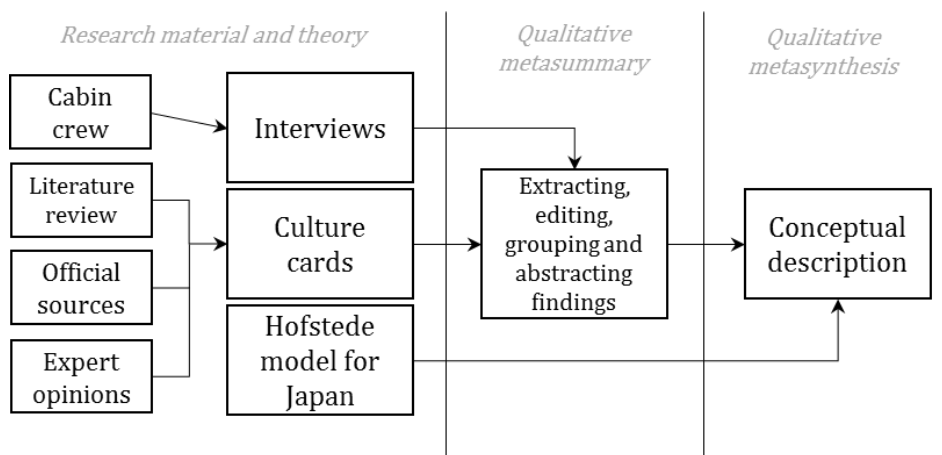 Research material and theory
Qualitative
metasummary
Qualitative
metasynthesis
Cabin
crew
Interviews
Literature
review
Official
sources
Expert
opinions
Culture
cards
Hofstede
model for
Japan
Extracting,
editing,
grouping and
abstracting
findings
Conceptual
description